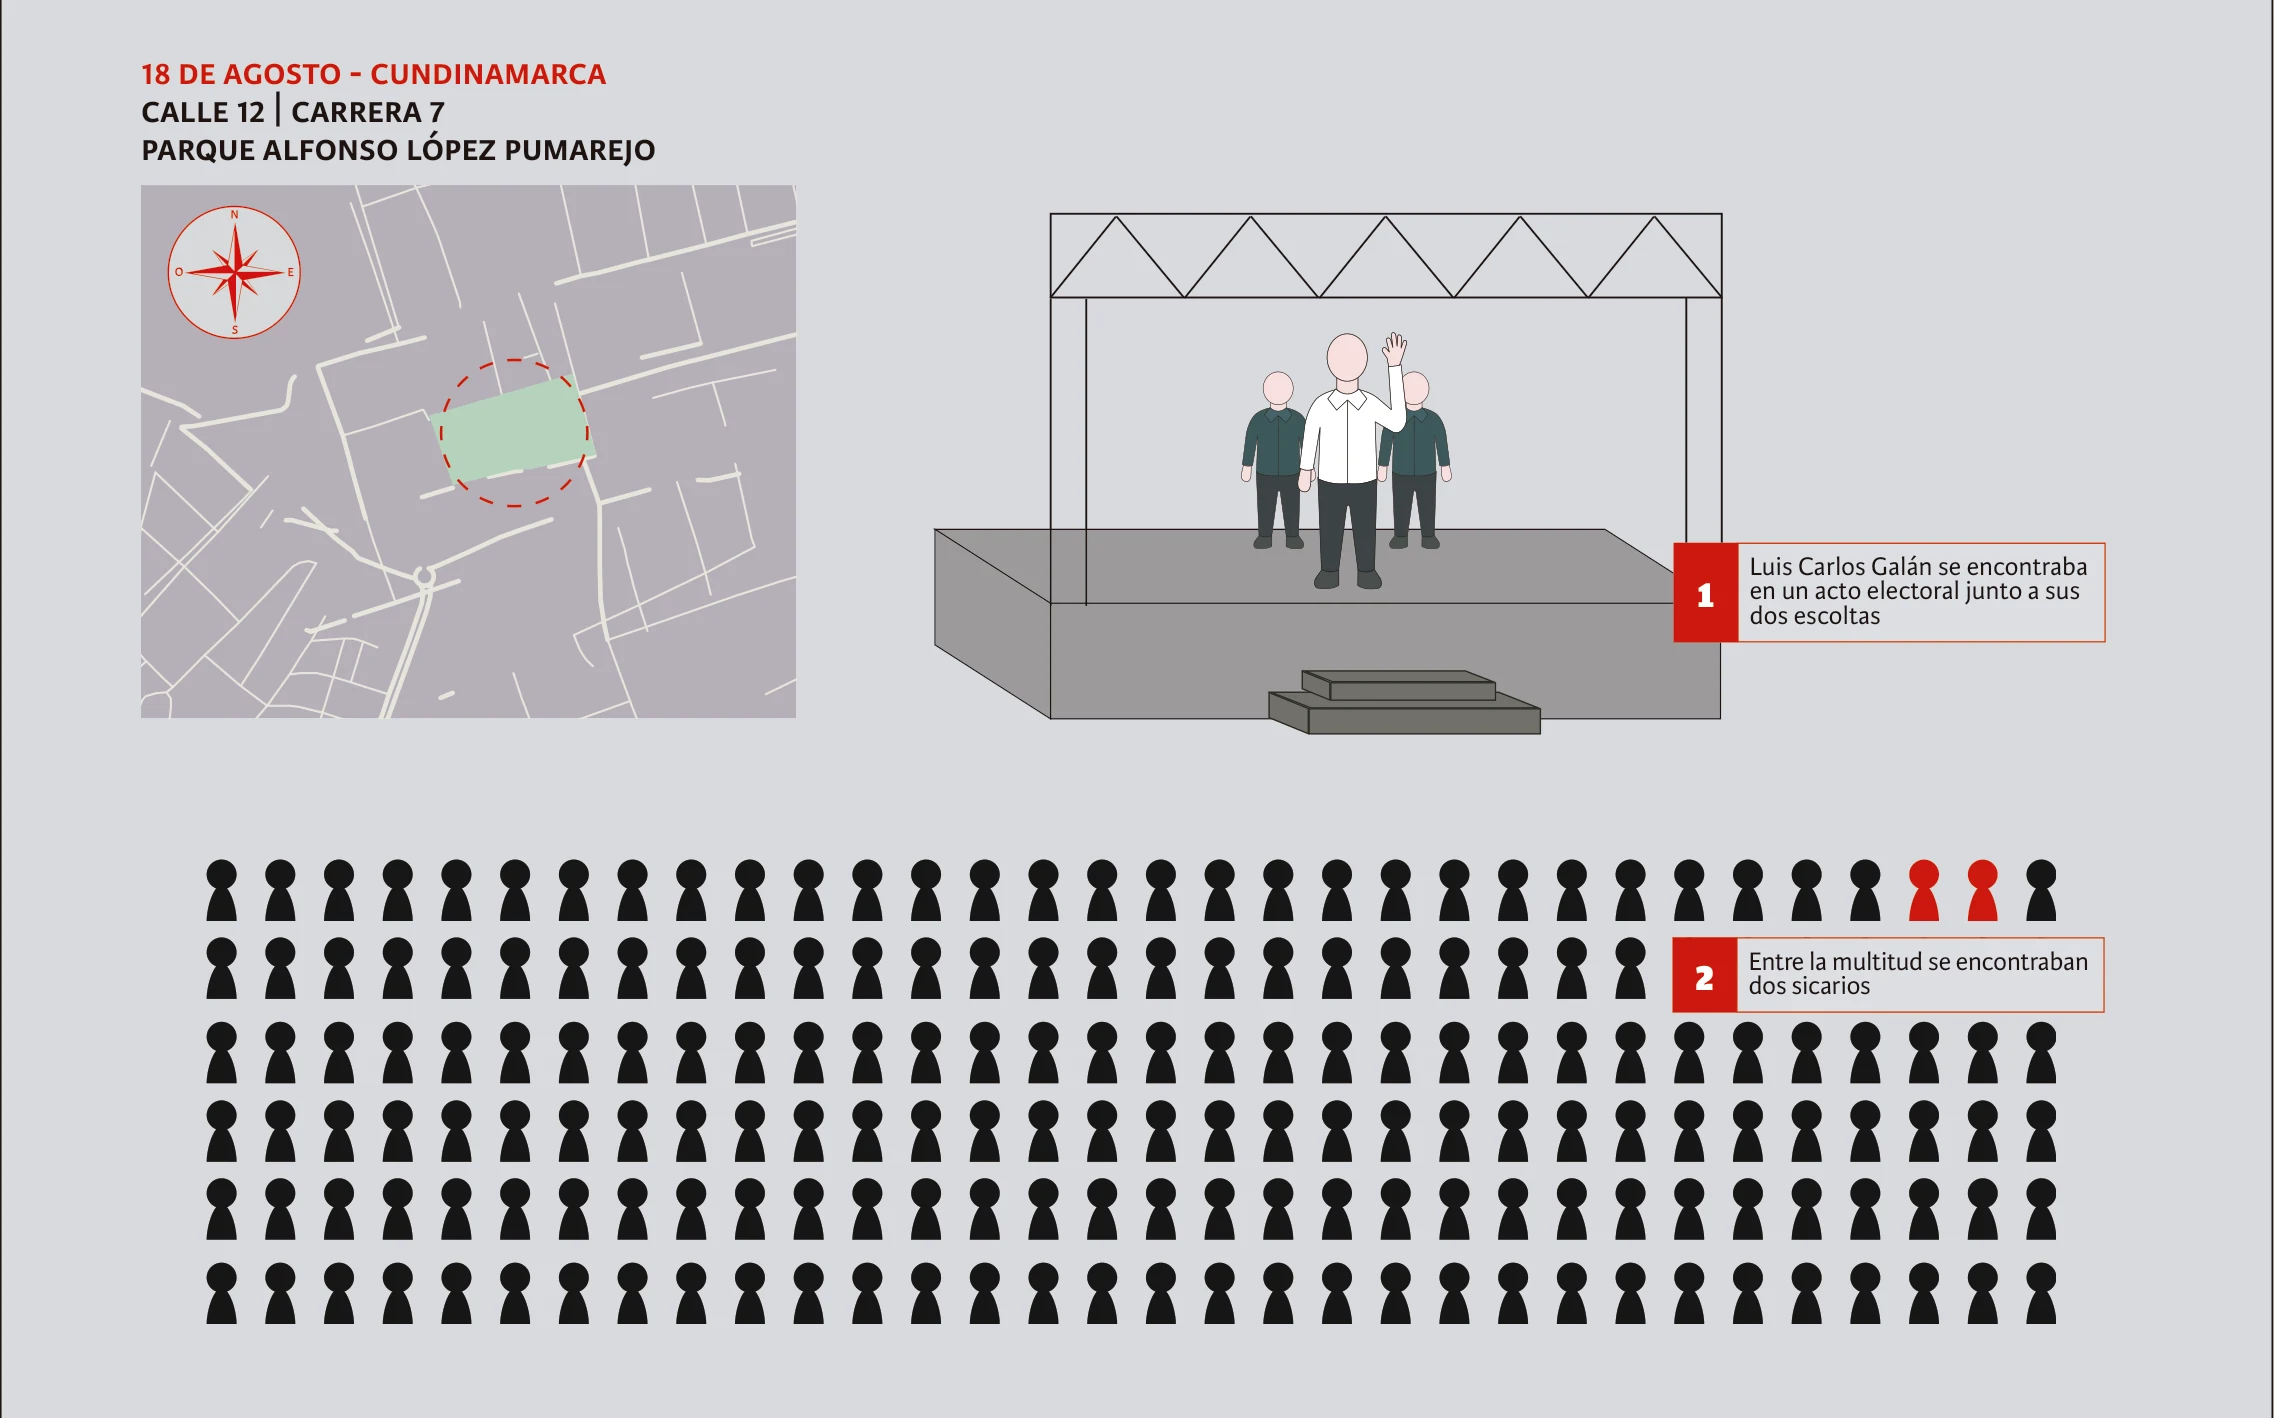 18 DE AGOSTO - CUNDINAMARCA
CALLE 12 | CARRERA 7
PARQUE ALFONSO LÓPEZ PUMAREJO
N
O E
S
1
Luis Carlos Galán se encontraba
en un acto electoral junto a sus
dos escoltas
2
Entre la multitud se encontraban
dos sicarios